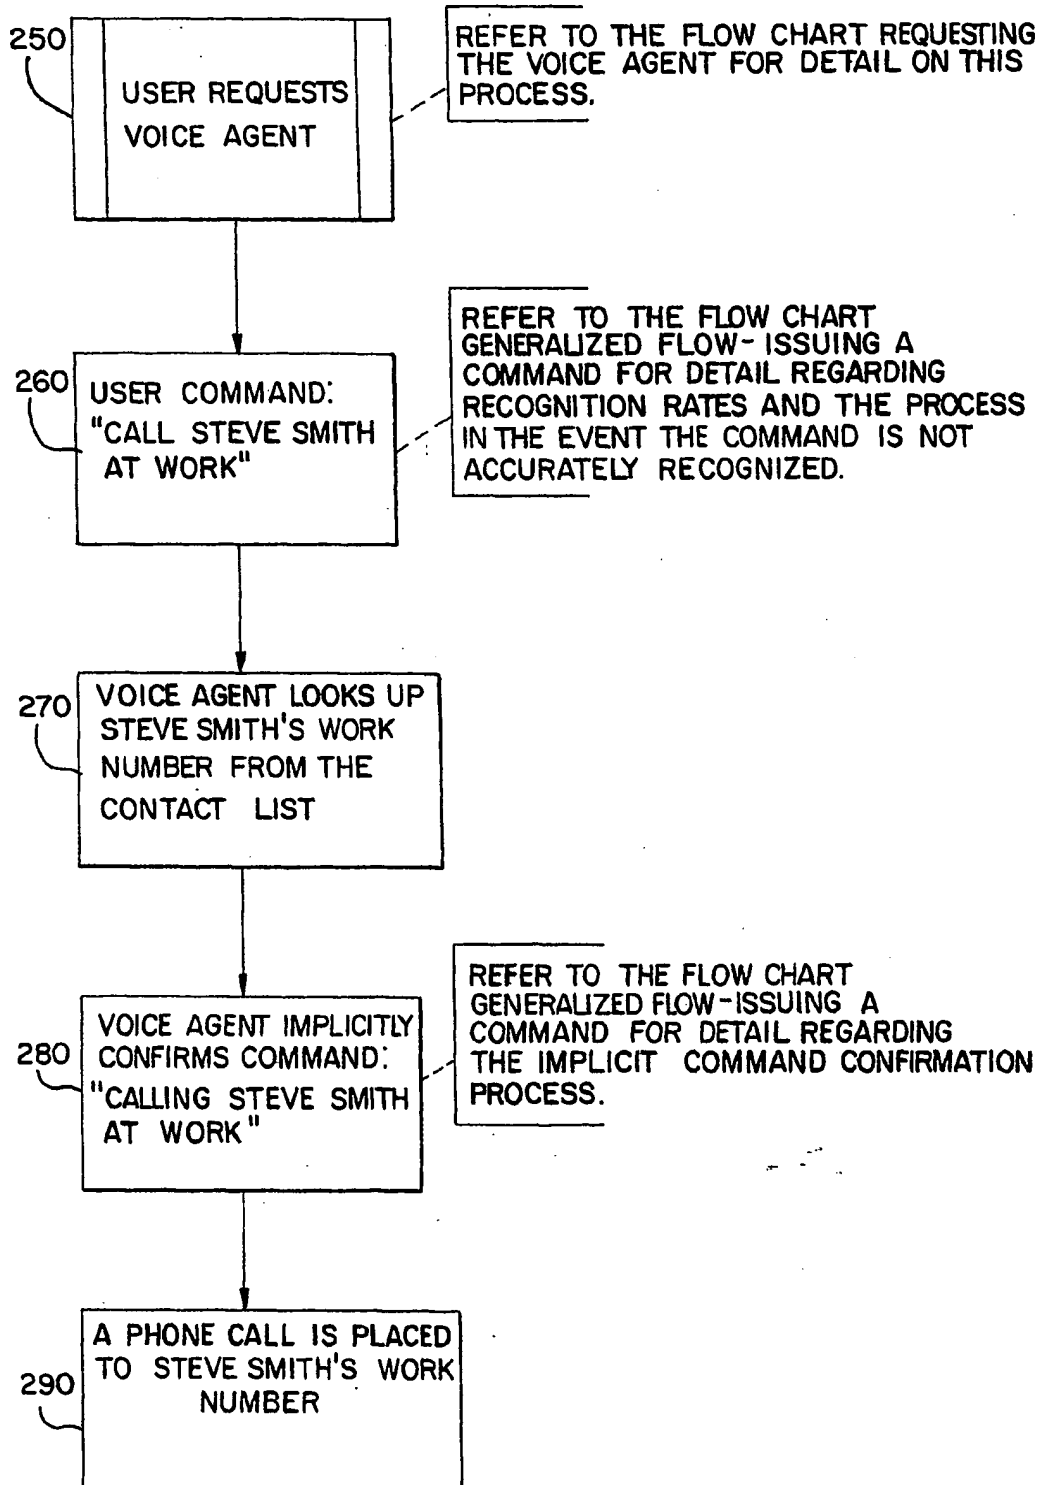 250
USER REQUESTS
VOICE AGENT
REFER TO THE FLOW CHART REQUESTING
THE VOICE AGENT FOR DETAIL ON THIS
PROCESS.
260
USER COMMAND:
"CALL STEVE SMITH
AT WORK"
REFER TO THE FLOW CHART
GENERALIZED FLOW-ISSUING A
COMMAND FOR DETAIL REGARDING
RECOGNITION RATES AND THE PROCESS
IN THE EVENT THE COMMAND IS NOT
ACCURATELY RECOGNIZED.
270
VOICE AGENT LOOKS UP
STEVE SMITH'S WORK
NUMBER FROM THE
CONTACT LIST
280
VOICE AGENT IMPLICITLY
CONFIRMS COMMAND:
"CALLING STEVE SMITH
AT WORK"
REFER TO THE FLOW CHART
GENERALIZED FLOW-ISSUING A
COMMAND FOR DETAIL REGARDING
THE IMPLICIT COMMAND CONFIRMATION
PROCESS.
290
A PHONE CALL IS PLACED
TO STEVE SMITH'S WORK
NUMBER